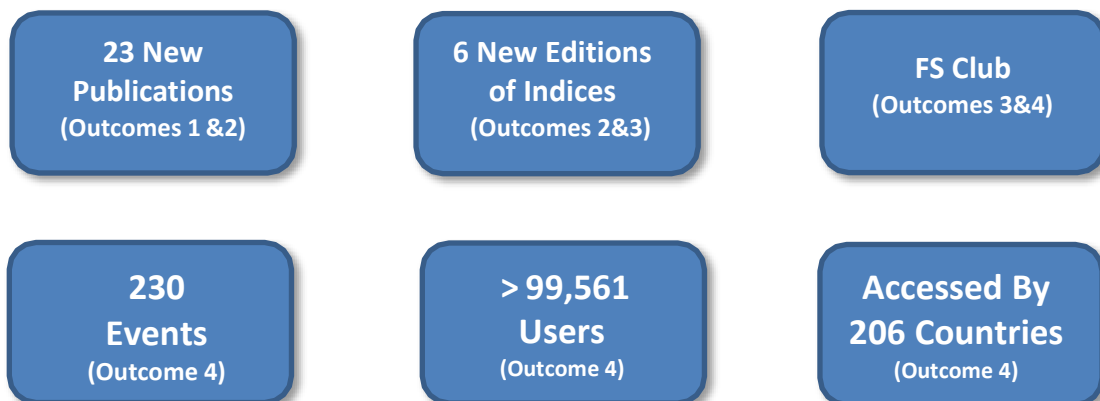 23 New
Publications
(Outcomes 1 &2)
6 New Editions
of Indices
(Outcomes 2&3)
FS Club
(Outcomes 3&4)
230
Events
(Outcome 4)
> 99,561
Users
(Outcome 4)
Accessed By
206 Countries
(Outcome 4)